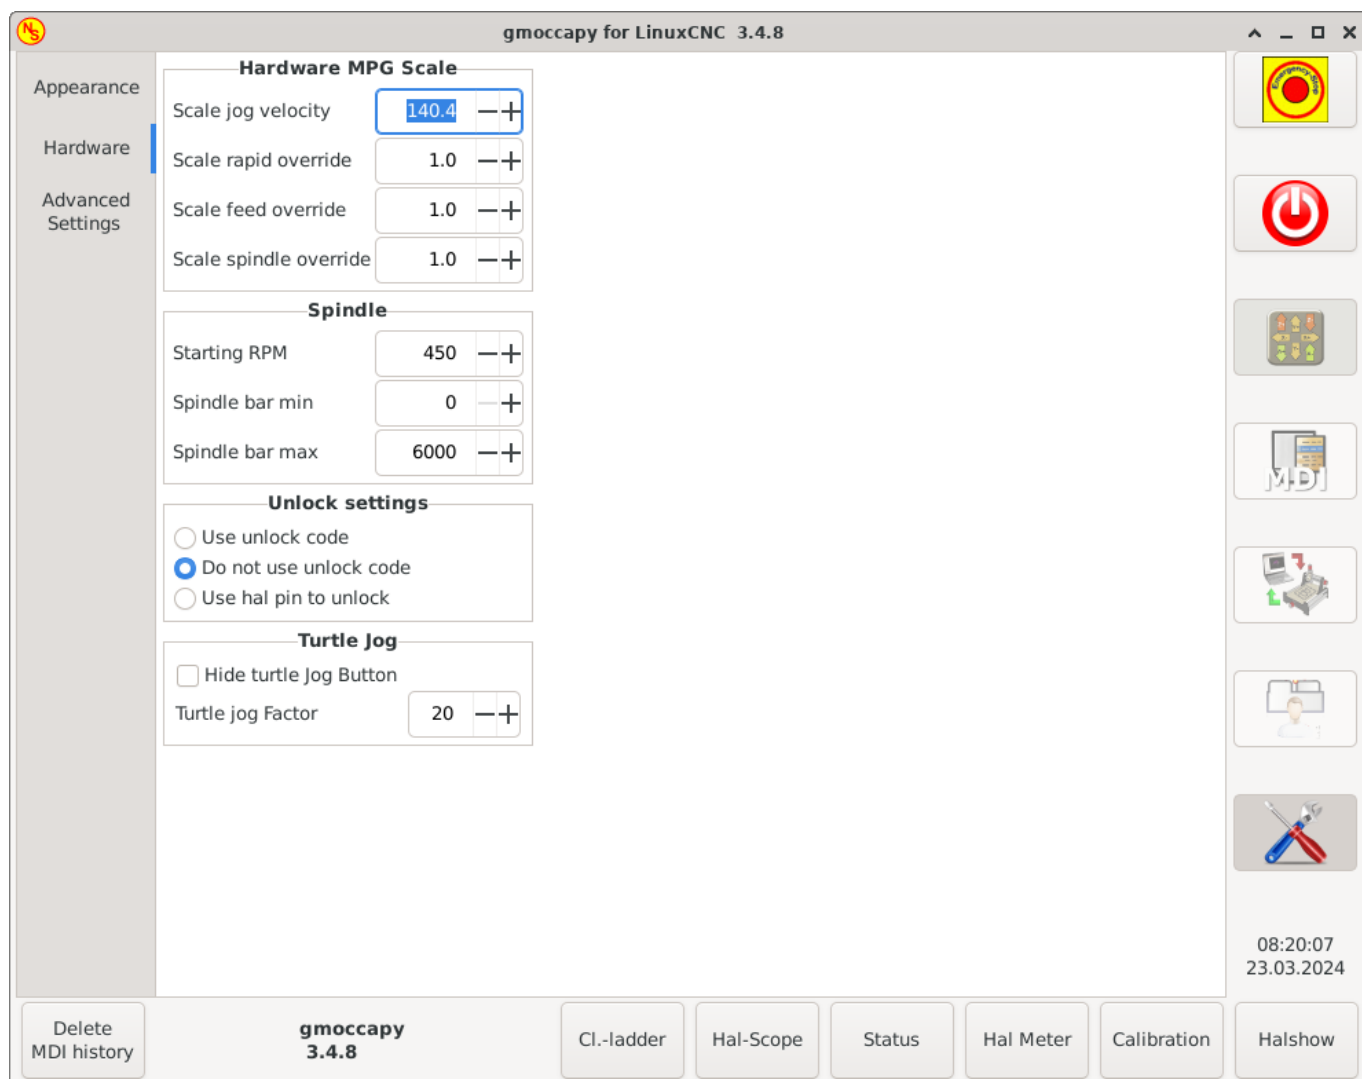 NS
gmoccapy for LinuxCNC 3.4.8
Appearance
Hardware
Advanced
Settings
Hardware MPG Scale
Scale jog velocity 140.4
Scale rapid override 1.0
Scale feed override 1.0
Scale spindle override 1.0
Spindle
Starting RPM 450
Spindle bar min 0
Spindle bar max 6000
Unlock settings
Use unlock code
Do not use unlock code
Use hal pin to unlock
Turtle Jog
Hide turtle Jog Button
Turtle jog Factor 20
Emergency-Stop
MDI
08:20:07
23.03.2024
Delete
MDI history
gmoccapy
3.4.8
Cl.-ladder
Hal-Scope
Status
Hal Meter
Calibration
Halshow